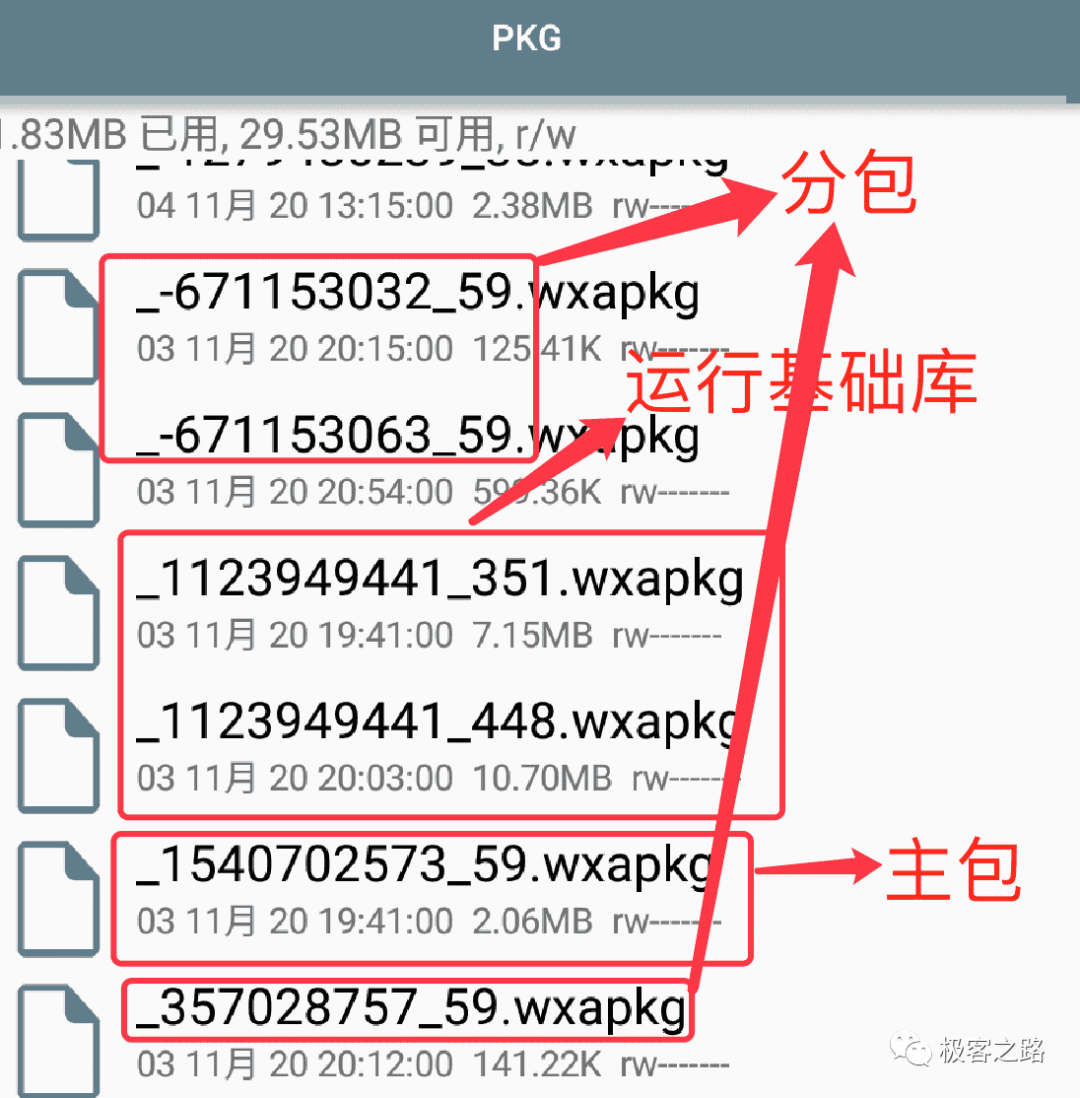 PKG
.83MB 已用, 29.53MB 可用, r/w
04 11月 20 13:15:00 2.38MB rw-------
分包
_-671153032_59.wxapkg
03 11月 20 20:15:00 125.41K rw-------
运行基础库
_-671153063_59.wxapkg
03 11月 20 20:54:00 599.36K rw-------
_1123949441_351.wxapkg
03 11月 20 19:41:00 7.15MB rw-------
_1123949441_448.wxapkg
03 11月 20 20:03:00 10.70MB rw-------
_1540702573_59.wxapkg
03 11月 20 19:41:00 2.06MB rw-------
主包
_357028757_59.wxapkg
03 11月 20 20:12:00 141.22K rw-------
极客之路